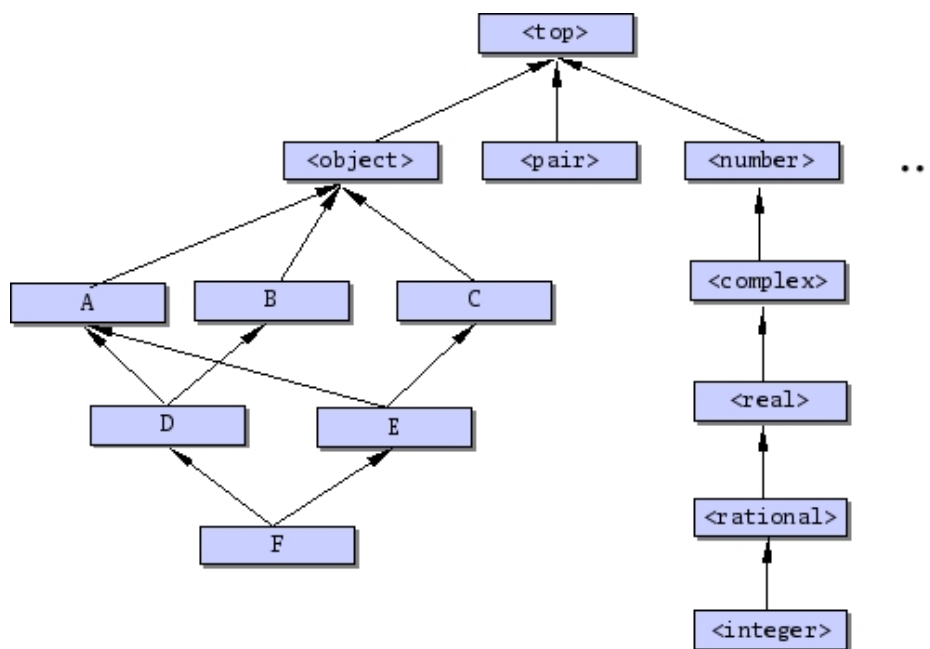 <top>
<object>
<pair>
<number>
..
A
B
C
<complex>
<real>
D
E
<rational>
F
<integer>